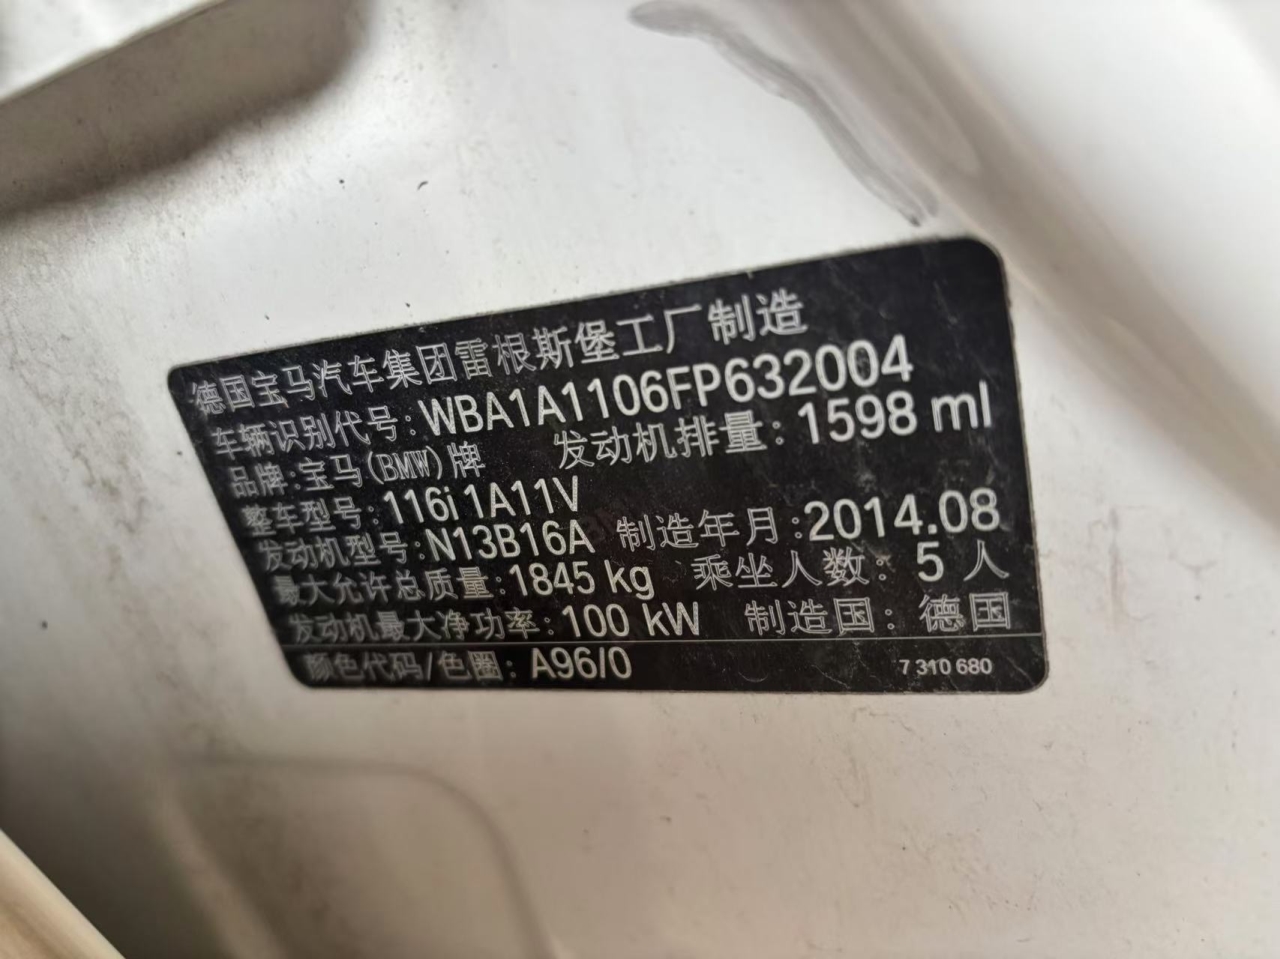 德国宝马汽车集团雷根斯堡工厂制造
车辆识别代号: WBA1A1106FP632004
品牌: 宝马(BMW)牌 发动机排量: 1598 ml
整车型号: 116i 1A11V
发动机型号: N13B16A 制造年月: 2014.08
最大允许总质量: 1845 kg 乘坐人数: 5 人
发动机最大净功率: 100 kW 制造国: 德国
颜色代码/色圈: A96/0 7 310 680